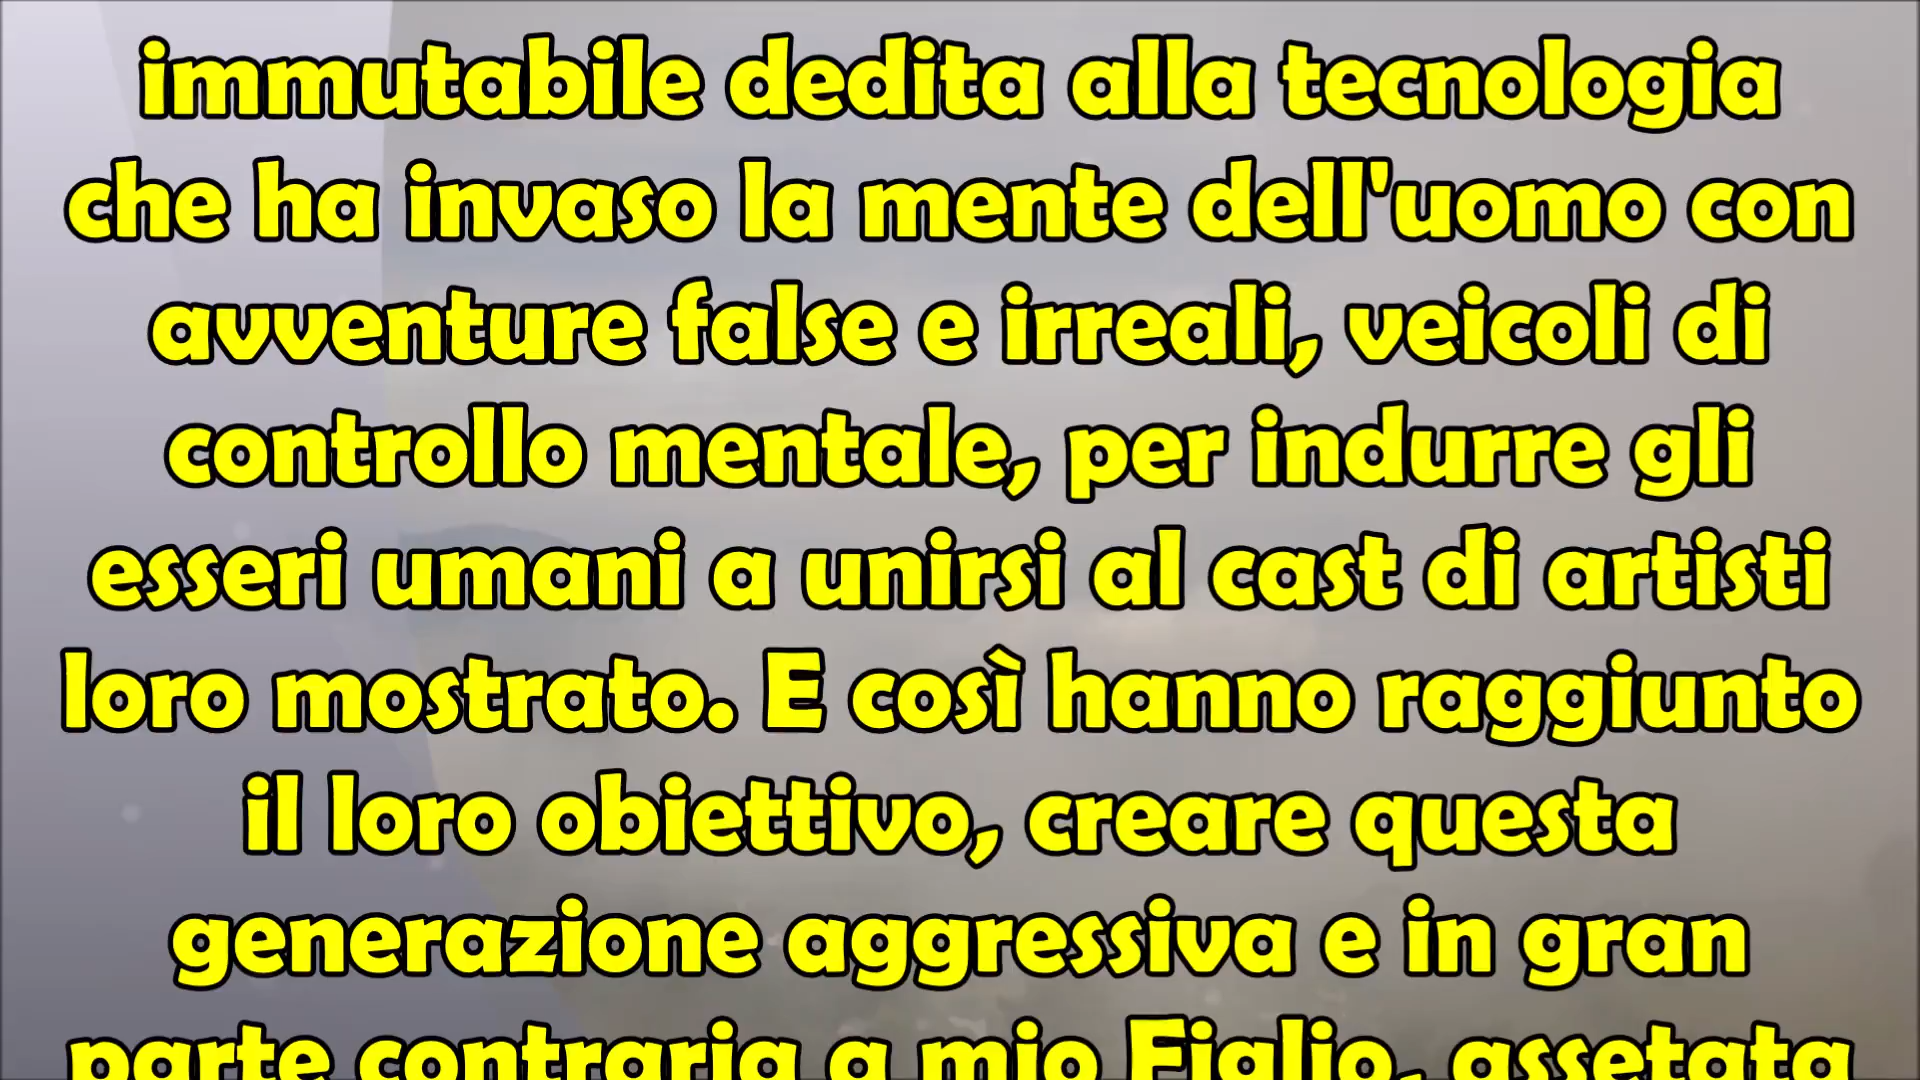 immutabile dedita alla tecnologia
che ha invaso la mente dell'uomo con
avventure false e irreali, veicoli di
controllo mentale, per indurre gli
esseri umani a unirsi al cast di artisti
loro mostrato. E così hanno raggiunto
il loro obiettivo, creare questa
generazione aggressiva e in gran
parte contraria a mio Figlio, assetata